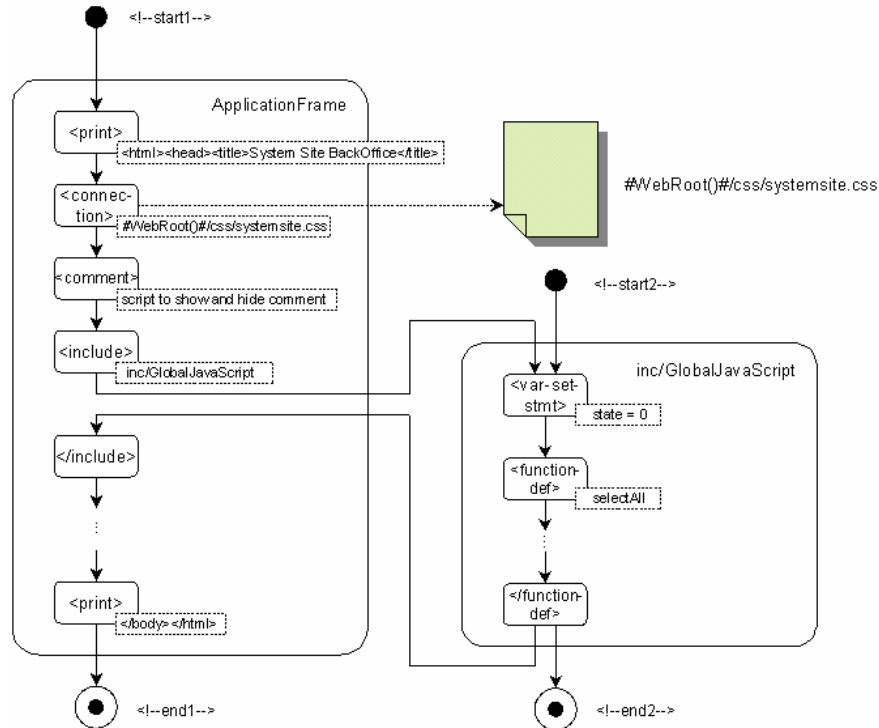 <!--start1-->
ApplicationFrame
<print>
<html><head><title>System Site BackOffice</title>
<connec-
tion>
#WebRoot()#/css/systemsite.css
#WebRoot()#/css/systemsite.css
<comment>
script to show and hide comment
<!--start2-->
<include>
inc/GlobalJavaScript
inc/GlobalJavaScript
<var-set-
stmt>
state = 0
</include>
<function-
def>
selectAll
<print>
</body></html>
</function-
def>
<!--end1-->
<!--end2-->